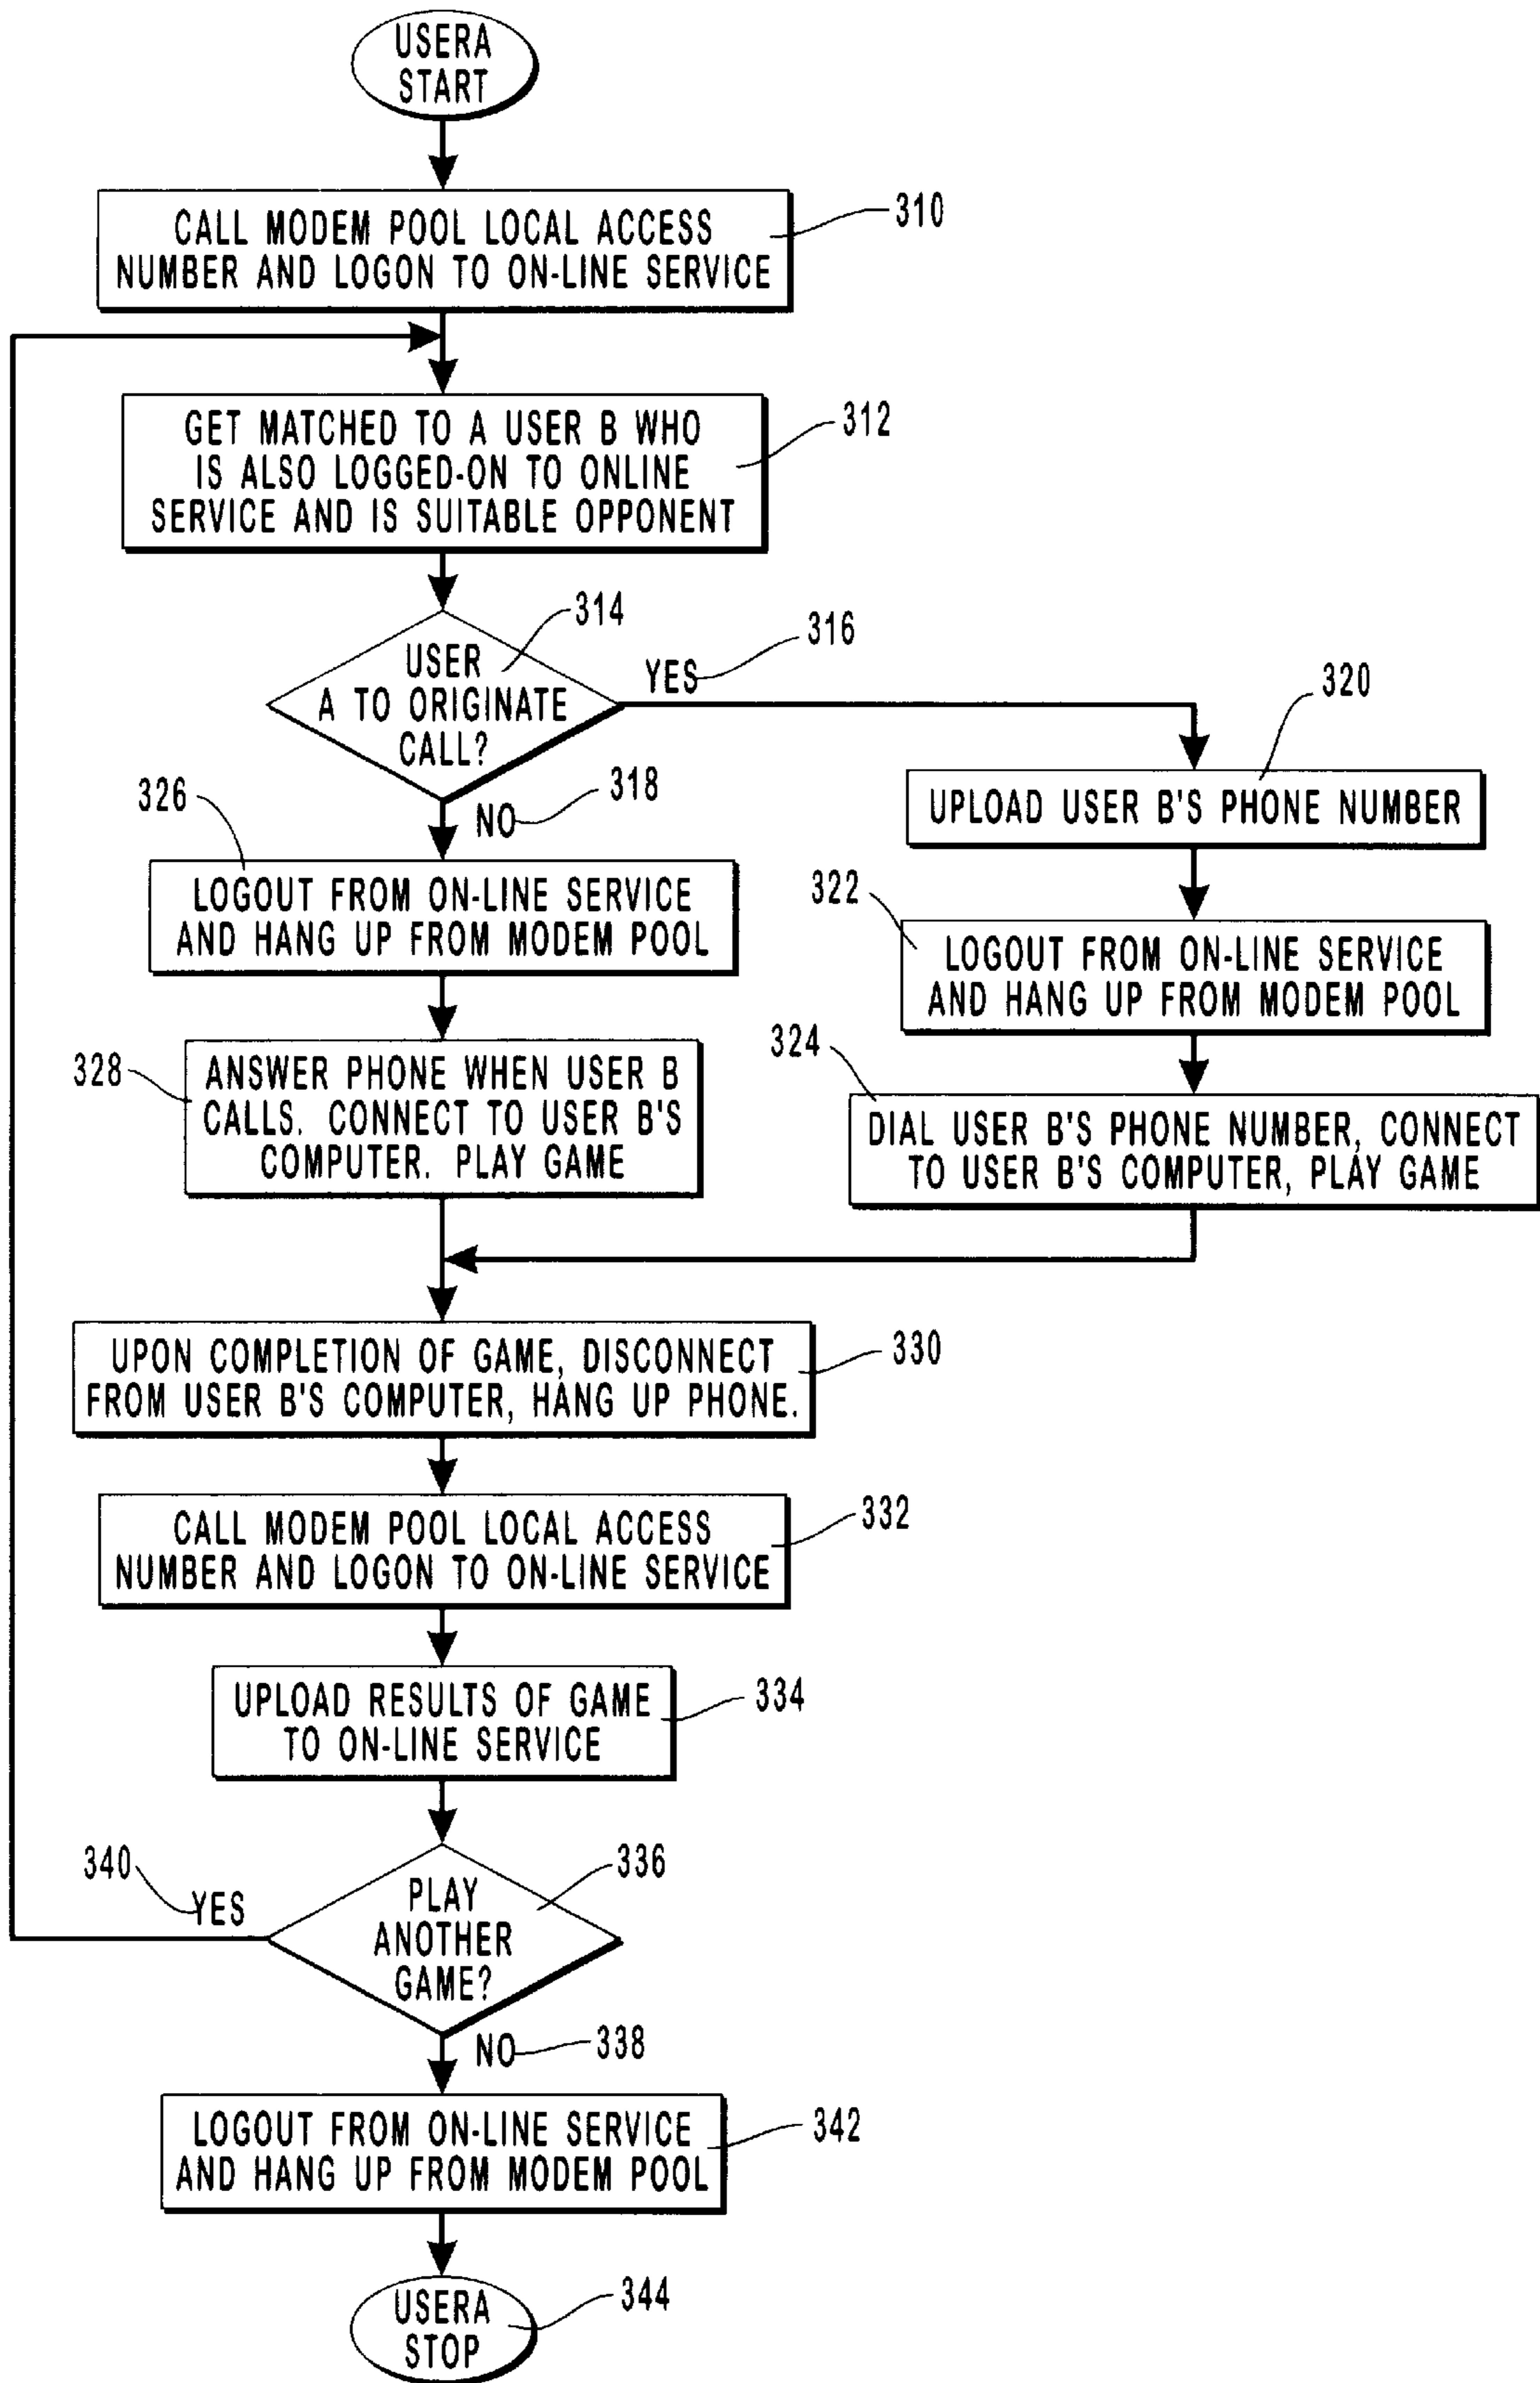 USERA
START
CALL MODEM POOL LOCAL ACCESS
NUMBER AND LOGON TO ON-LINE SERVICE
310
GET MATCHED TO A USER B WHO
IS ALSO LOGGED-ON TO ONLINE
SERVICE AND IS SUITABLE OPPONENT
312
USER
A TO ORIGINATE
CALL?
314
YES
316
NO
318
320
UPLOAD USER B'S PHONE NUMBER
326
LOGOUT FROM ON-LINE SERVICE
AND HANG UP FROM MODEM POOL
322
LOGOUT FROM ON-LINE SERVICE
AND HANG UP FROM MODEM POOL
328
ANSWER PHONE WHEN USER B
CALLS. CONNECT TO USER B'S
COMPUTER. PLAY GAME
324
DIAL USER B'S PHONE NUMBER, CONNECT
TO USER B'S COMPUTER, PLAY GAME
UPON COMPLETION OF GAME, DISCONNECT
FROM USER B'S COMPUTER, HANG UP PHONE.
330
CALL MODEM POOL LOCAL ACCESS
NUMBER AND LOGON TO ON-LINE SERVICE
332
UPLOAD RESULTS OF GAME
TO ON-LINE SERVICE
334
PLAY
ANOTHER
GAME?
336
340
YES
NO
338
LOGOUT FROM ON-LINE SERVICE
AND HANG UP FROM MODEM POOL
342
USERA
STOP
344